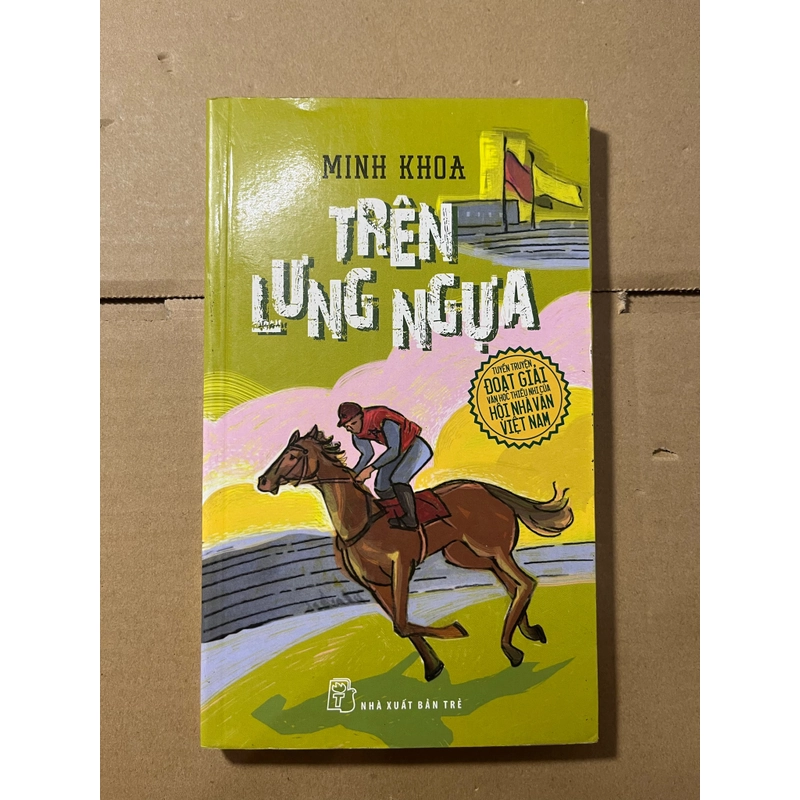 MINH KHOA
TRÊN
LƯNG NGỰA
TUYỂN TRUYỆN
ĐOẠT GIẢI
VĂN HỌC THIẾU NHI CỦA
HỘI NHÀ VĂN
VIỆT NAM
T
NHÀ XUẤT BẢN TRẺ